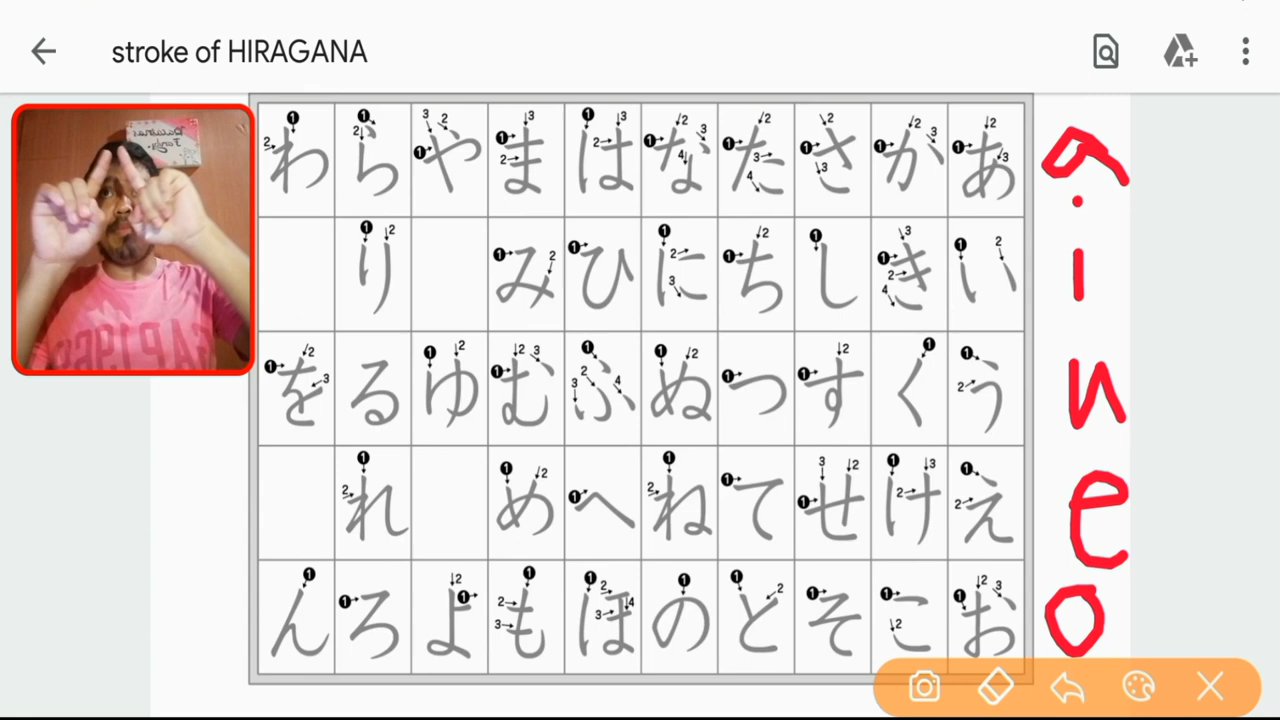 stroke of HIRAGANA
わ ら や ま は な た さ か あ a
り み ひ に ち し き い i
を る ゆ む ふ ぬ つ す く う u
れ め へ ね て せ け え e
ん ろ よ も ほ の と そ こ お o